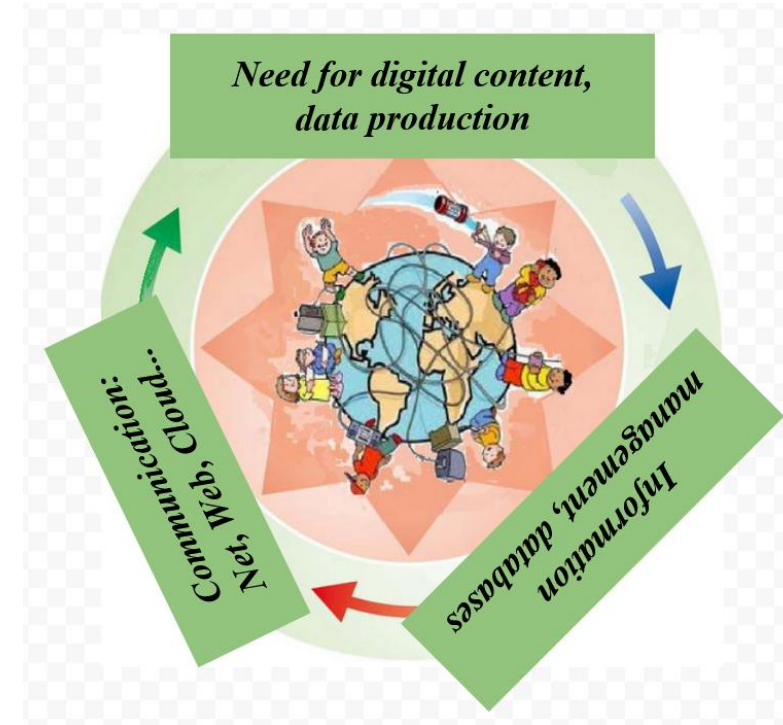 Need for digital content,
data production
Information
management, databases
Communication:
Net, Web, Cloud...